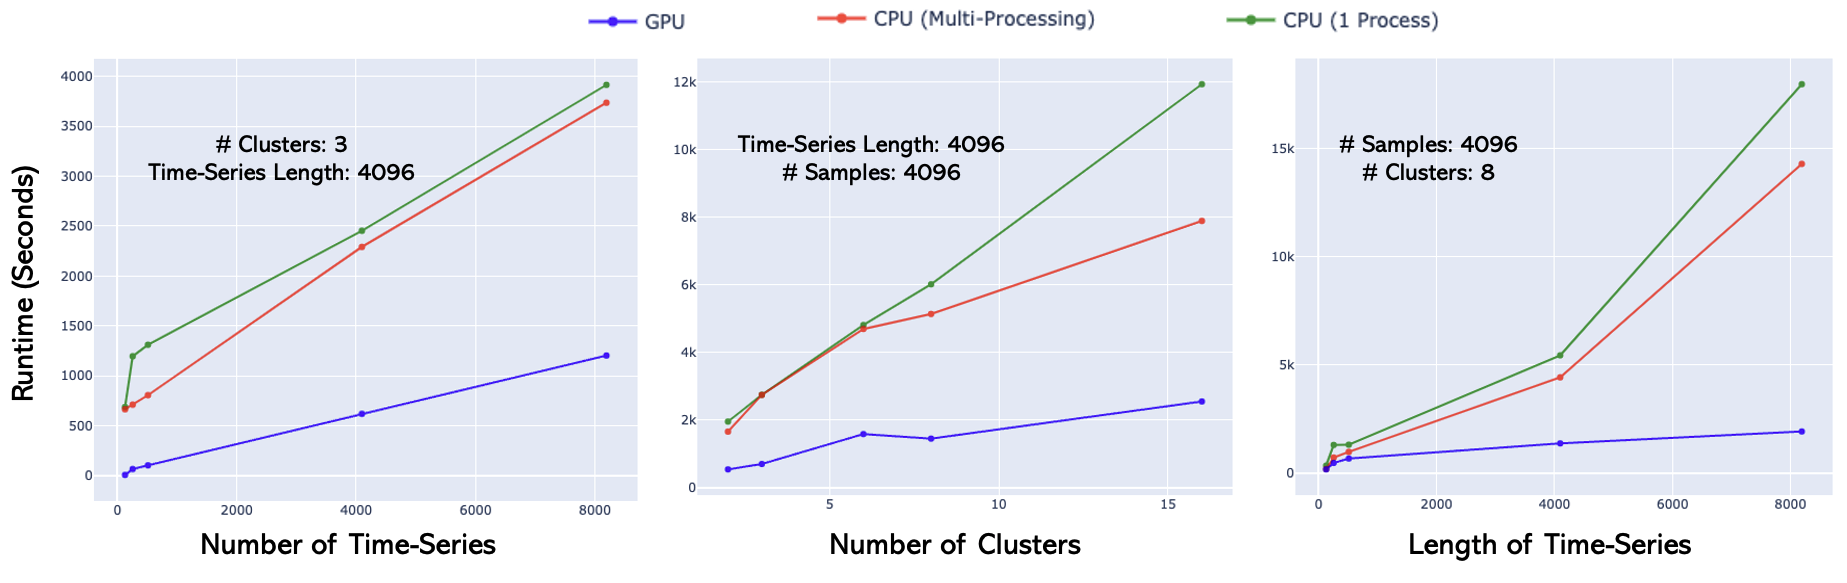 GPU
CPU (Multi-Processing)
CPU (1 Process)
Runtime (Seconds)
4000
3500
3000
2500
2000
1500
1000
500
0
# Clusters: 3
Time-Series Length: 4096
0
2000
4000
6000
8000
Number of Time-Series
12k
10k
8k
6k
4k
2k
0
Time-Series Length: 4096
# Samples: 4096
5
10
15
Number of Clusters
15k
10k
5k
0
# Samples: 4096
# Clusters: 8
0
2000
4000
6000
8000
Length of Time-Series